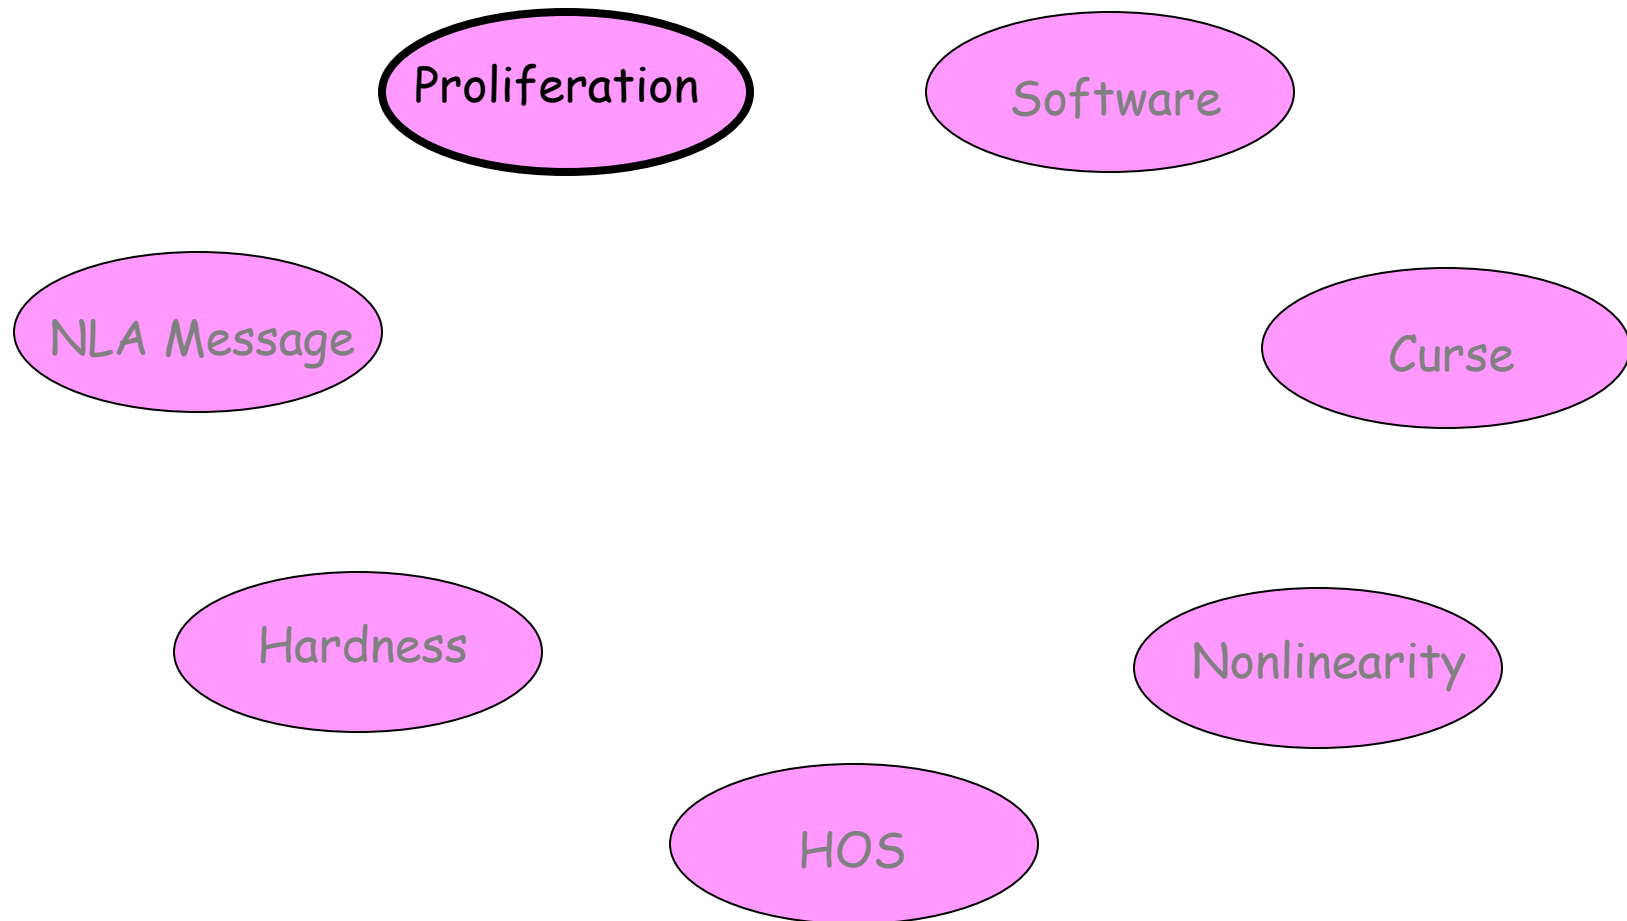 Proliferation
Software
NLA Message
Curse
Hardness
Nonlinearity
HOS